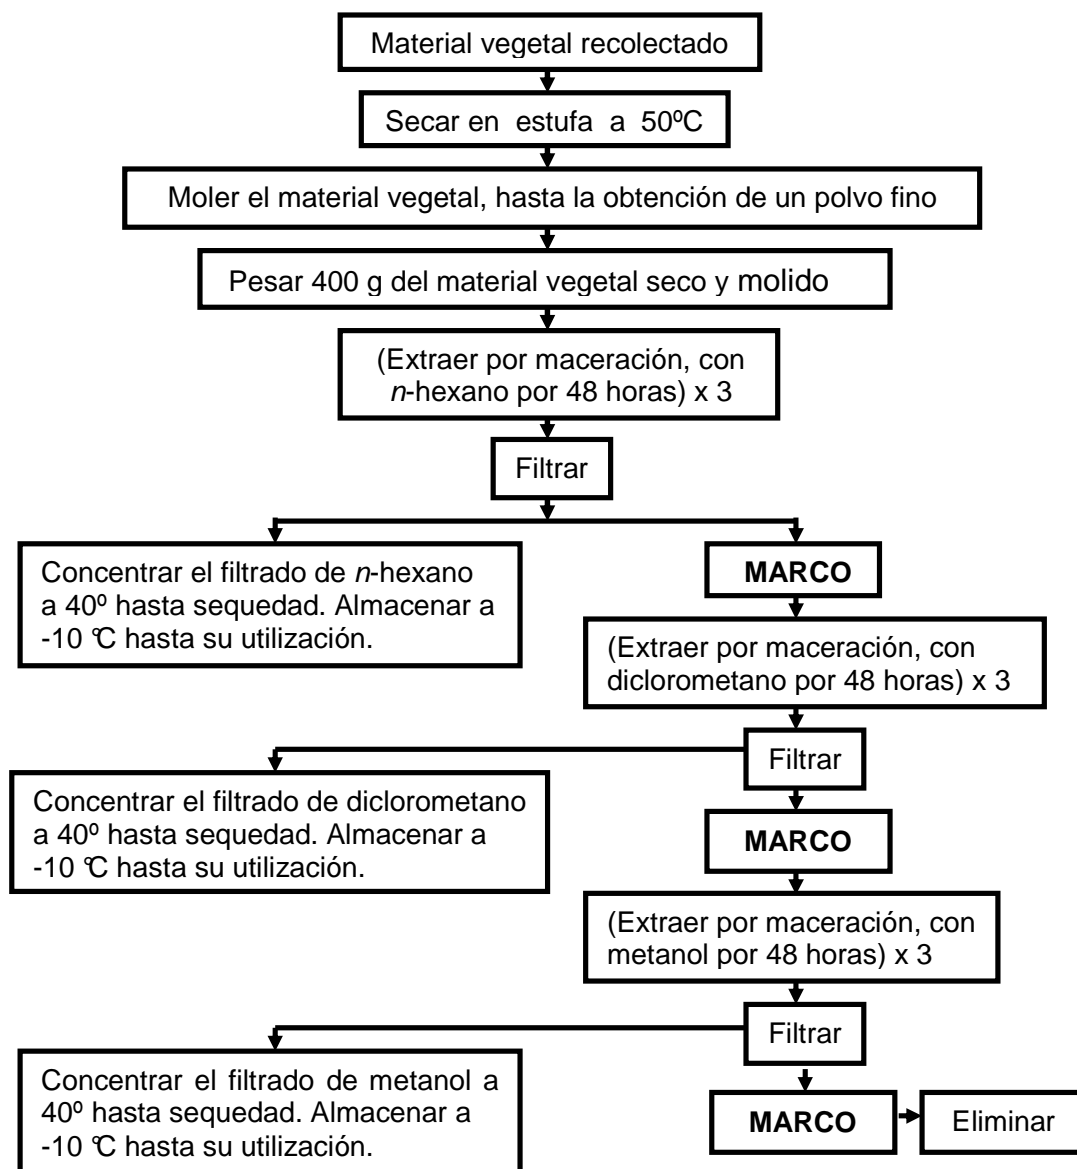 Material vegetal recolectado
Secar en estufa a 50ºC
Moler el material vegetal, hasta la obtención de un polvo fino
Pesar 400 g del material vegetal seco y molido
(Extraer por maceración, con
n-hexano por 48 horas) x 3
Filtrar
Concentrar el filtrado de n-hexano
a 40º hasta sequedad. Almacenar a
-10 ºC hasta su utilización.
MARCO
(Extraer por maceración, con
diclorometano por 48 horas) x 3
Filtrar
Concentrar el filtrado de diclorometano
a 40º hasta sequedad. Almacenar a
-10 ºC hasta su utilización.
MARCO
(Extraer por maceración, con
metanol por 48 horas) x 3
Filtrar
Concentrar el filtrado de metanol a
40º hasta sequedad. Almacenar a
-10 ºC hasta su utilización.
MARCO
Eliminar